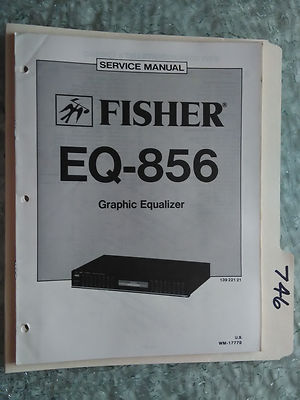 SERVICE MANUAL
FISHER®
EQ-856
Graphic Equalizer
139 221 21
U.S.
WM-17770
746